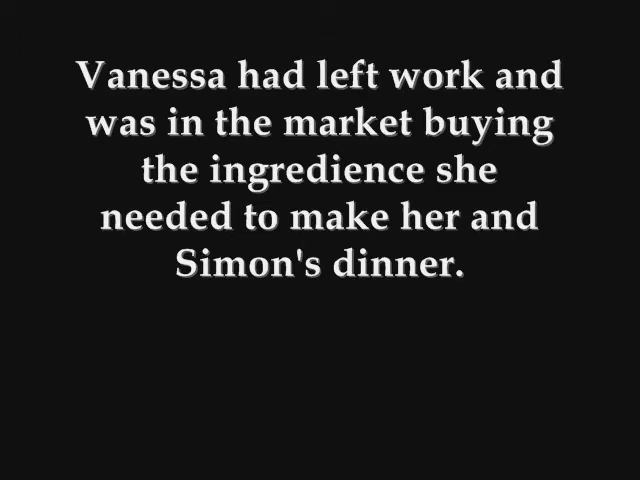 Vanessa had left work and
was in the market buying
the ingredience she
needed to make her and
Simon's dinner.